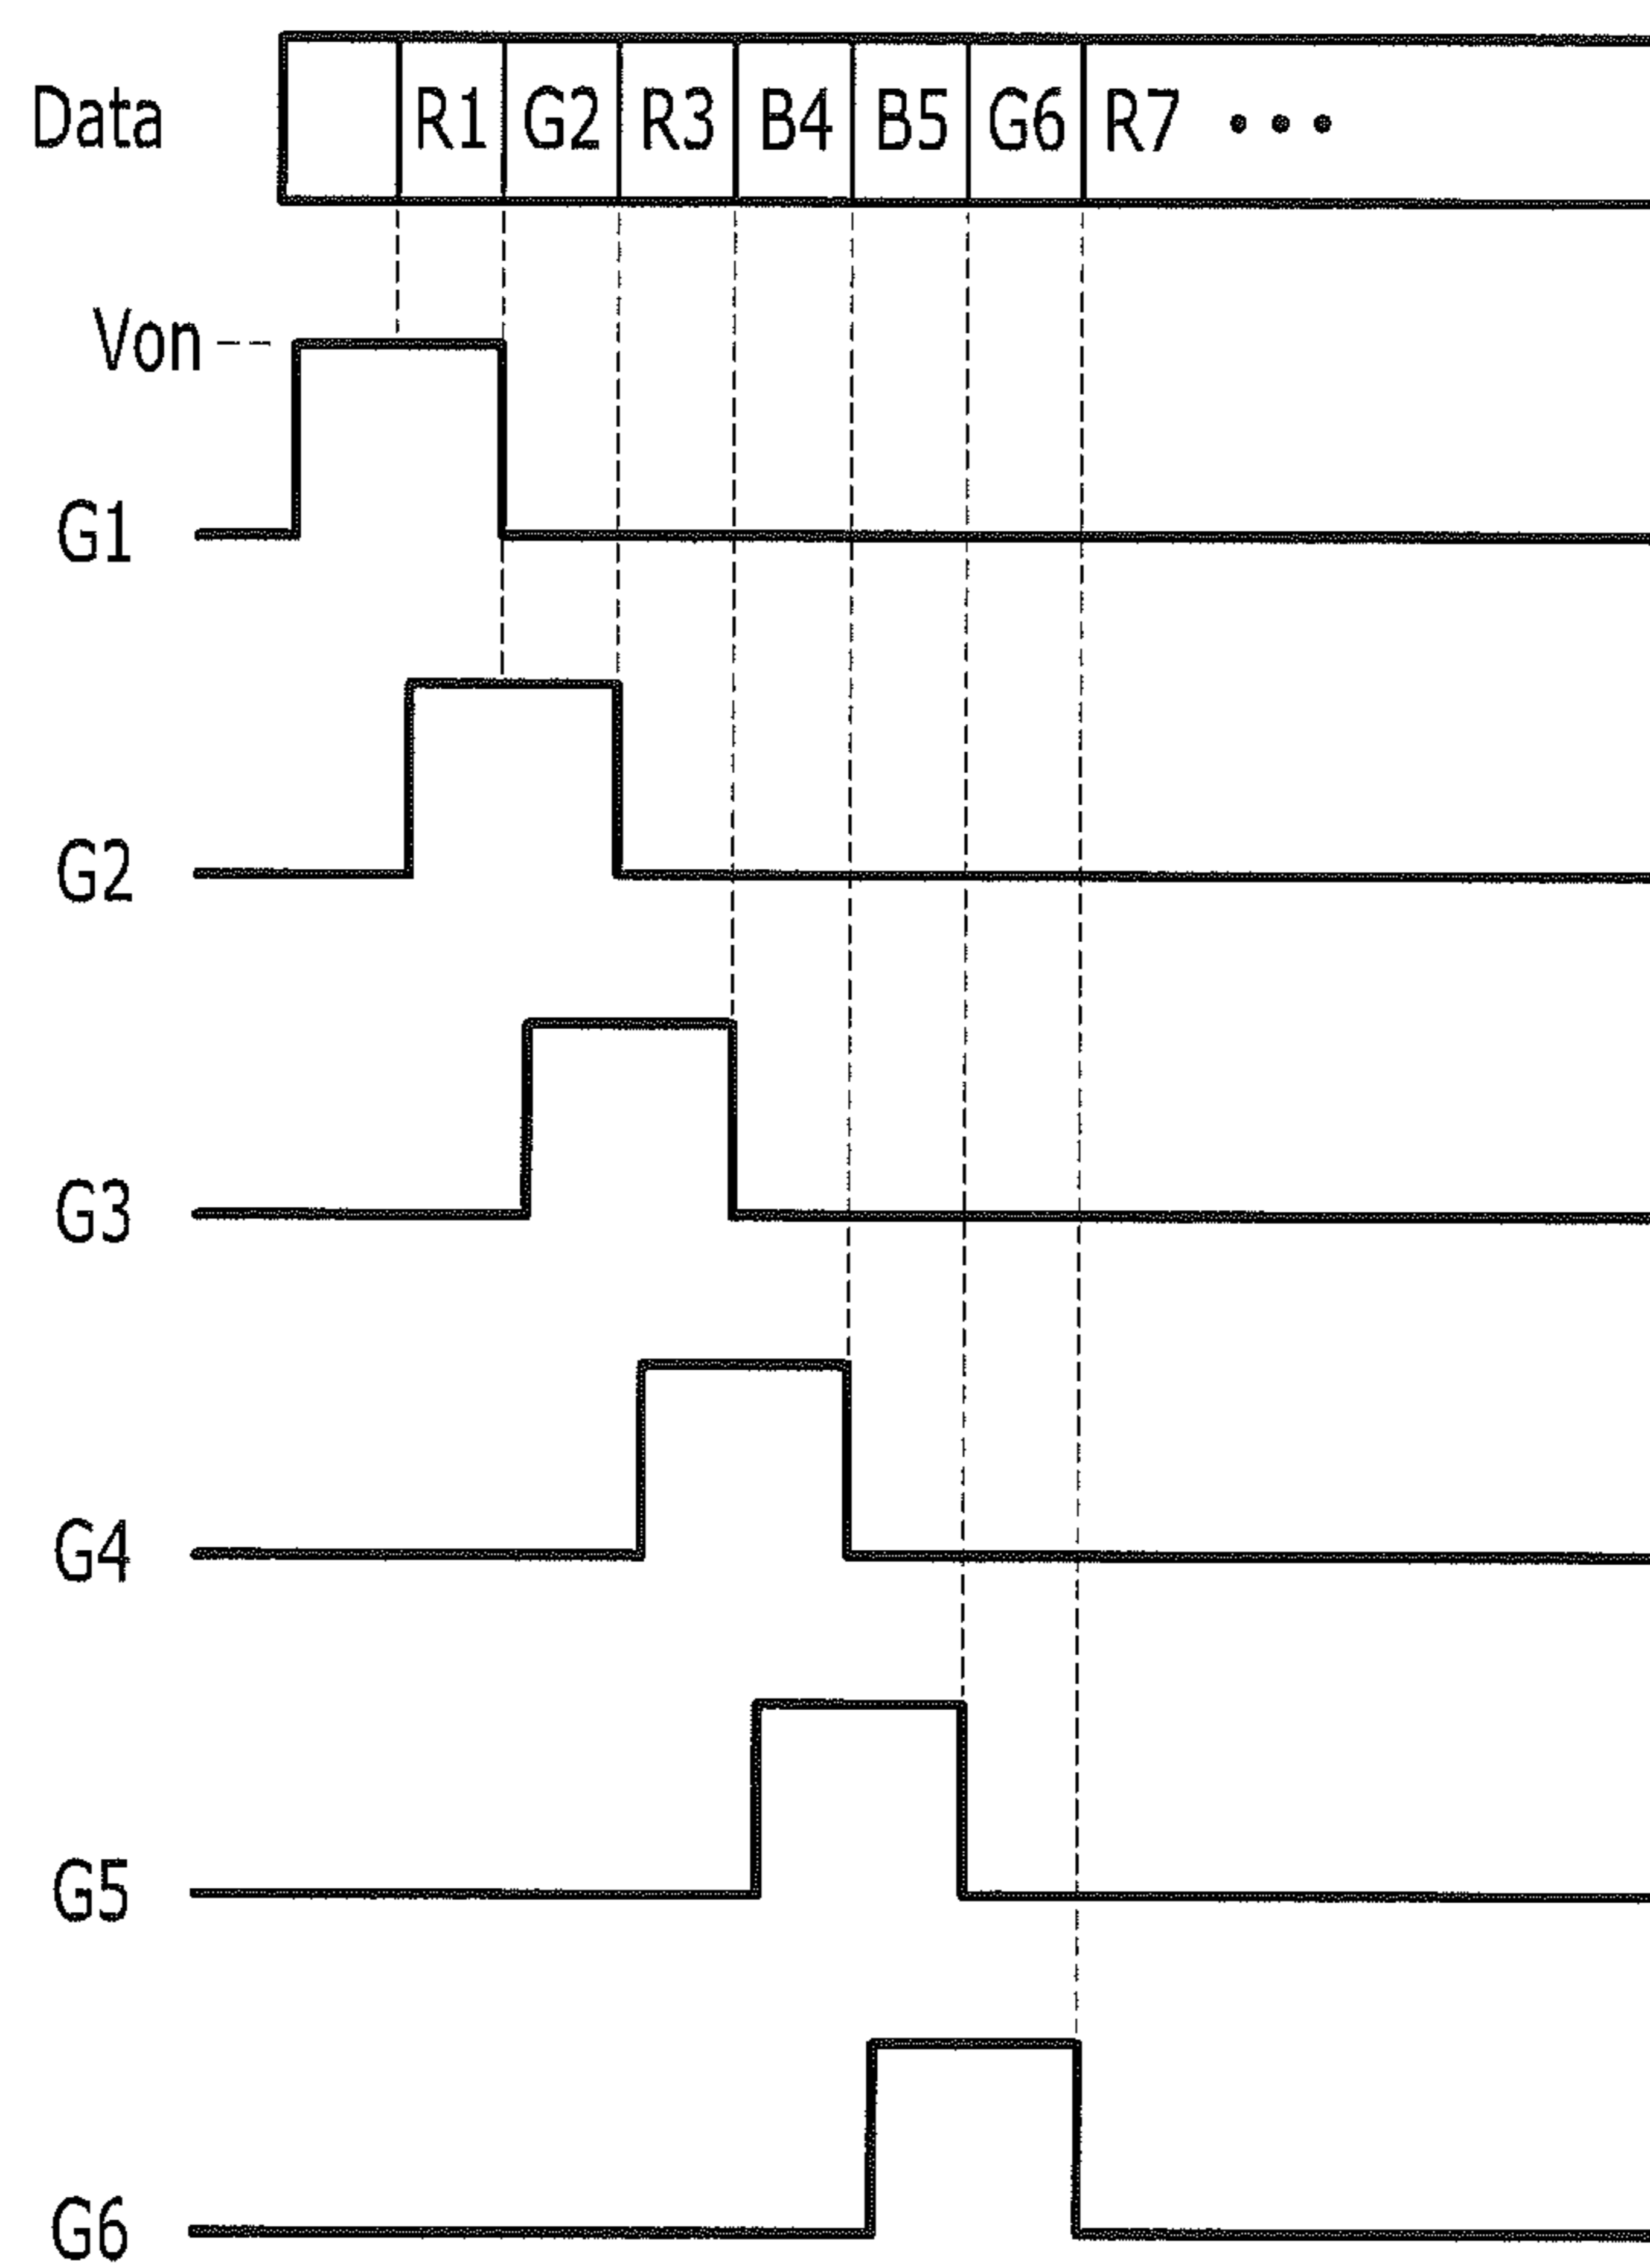 Data R1 G2 R3 B4 B5 G6 R7 •••
Von
G1
G2
G3
G4
G5
G6